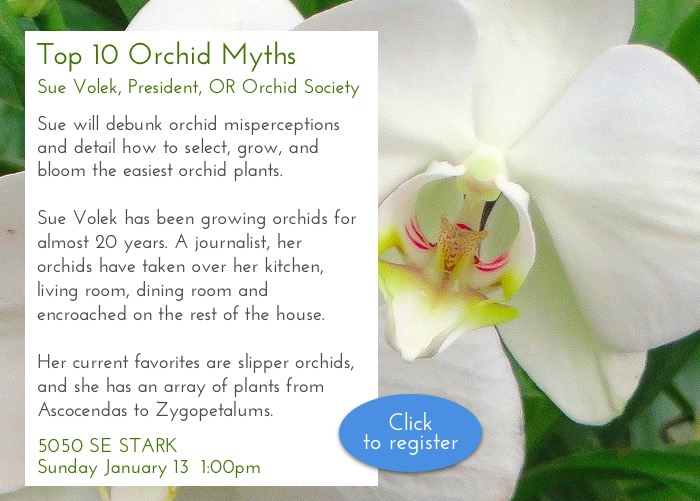 Top 10 Orchid Myths
Sue Volek, President, OR Orchid Society
Sue will debunk orchid misperceptions
and detail how to select, grow, and
bloom the easiest orchid plants.
Sue Volek has been growing orchids for
almost 20 years. A journalist, her
orchids have taken over her kitchen,
living room, dining room and
encroached on the rest of the house.
Her current favorites are slipper orchids,
and she has an array of plants from
Ascocendas to Zygopetalums.
5050 SE STARK
Sunday January 13 1:00pm
Click
to register